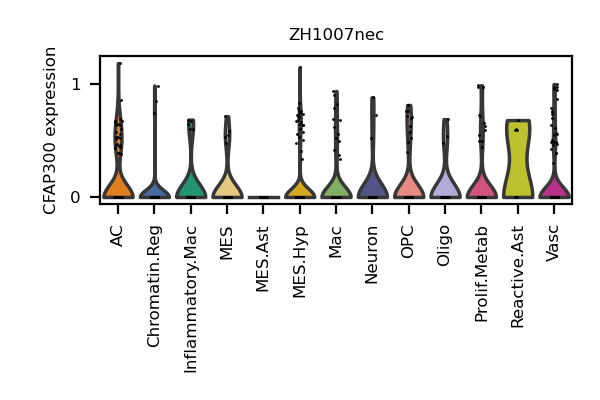 ZH1007nec
CFAP300 expression
1
0
AC
Chromatin.Reg
Inflammatory.Mac
MES
MES.Ast
MES.Hyp
Mac
Neuron
OPC
Oligo
Prolif.Metab
Reactive.Ast
Vasc